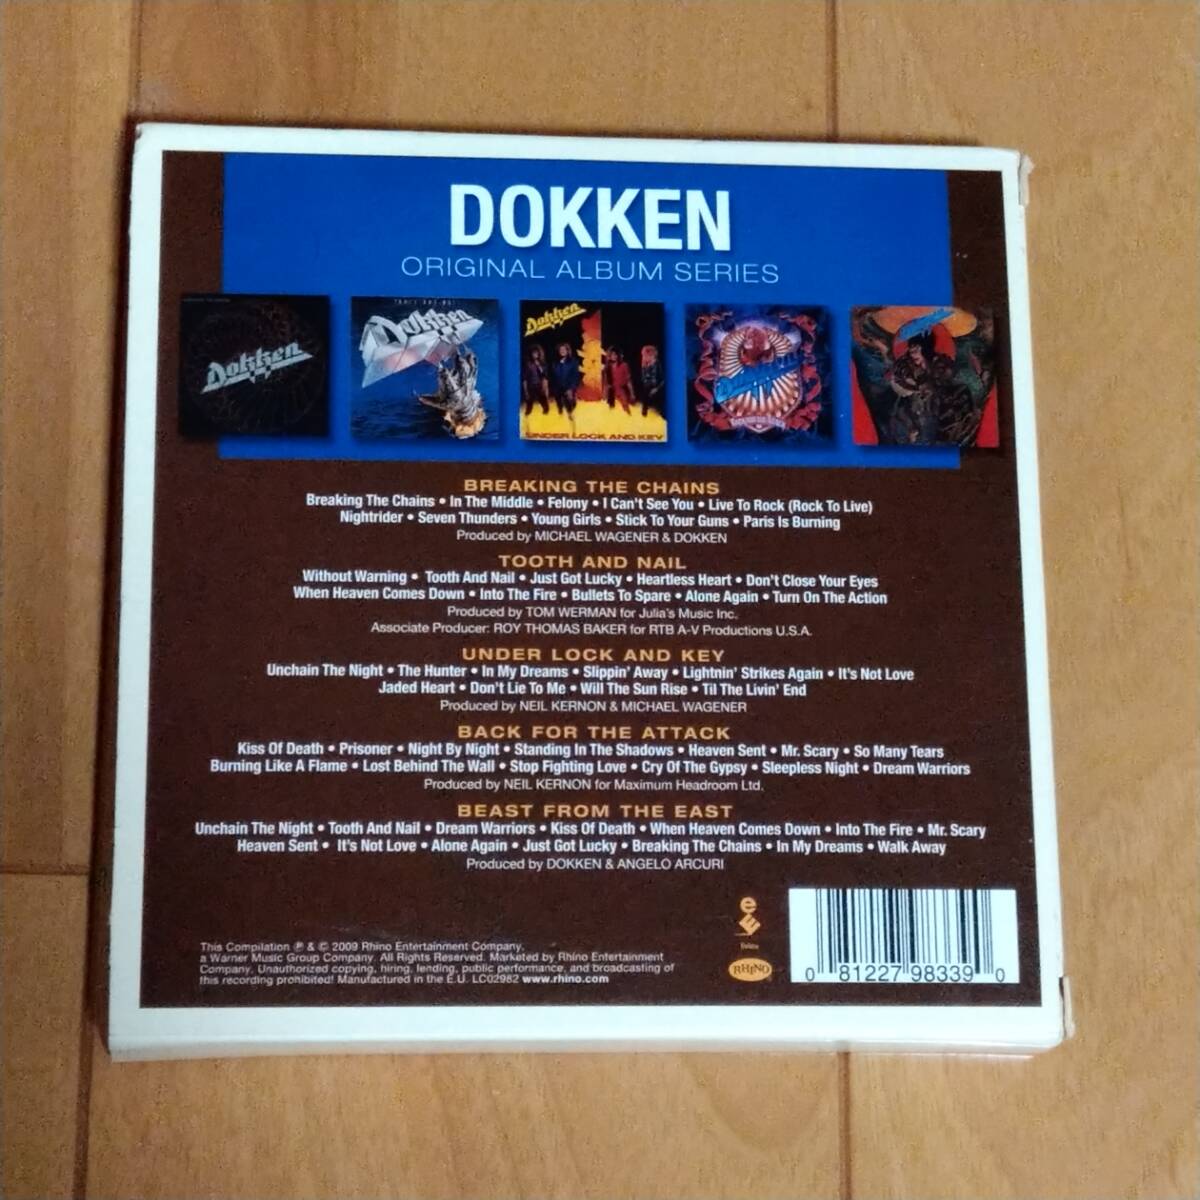 DOKKEN
ORIGINAL ALBUM SERIES
Dokken
Dokken
Dokken
Dokken
UNDER LOCK AND KEY
BREAKING THE CHAINS
Breaking The Chains • In The Middle • Felony • I Can't See You • Live To Rock (Rock To Live)
Nightrider • Seven Thunders • Young Girls • Stick To Your Guns • Paris Is Burning
Produced by MICHAEL WAGENER & DOKKEN
TOOTH AND NAIL
Without Warning • Tooth And Nail • Just Got Lucky • Heartless Heart • Don't Close Your Eyes
When Heaven Comes Down • Into The Fire • Bullets To Spare • Alone Again • Turn On The Action
Produced by TOM WERMAN for Julia's Music Inc.
Associate Producer: ROY THOMAS BAKER for RTB A-V Productions U.S.A.
UNDER LOCK AND KEY
Unchain The Night • The Hunter • In My Dreams • Slippin' Away • Lightnin' Strikes Again • It's Not Love
Jaded Heart • Don't Lie To Me • Will The Sun Rise • Til The Livin' End
Produced by NEIL KERNON & MICHAEL WAGENER
BACK FOR THE ATTACK
Kiss Of Death • Prisoner • Night By Night • Standing In The Shadows • Heaven Sent • Mr. Scary • So Many Tears
Burning Like A Flame • Lost Behind The Wall • Stop Fighting Love • Cry Of The Gypsy • Sleepless Night • Dream Warriors
Produced by NEIL KERNON for Maximum Headroom Ltd.
BEAST FROM THE EAST
Unchain The Night • Tooth And Nail • Dream Warriors • Kiss Of Death • When Heaven Comes Down • Into The Fire • Mr. Scary
Heaven Sent • It's Not Love • Alone Again • Just Got Lucky • Breaking The Chains • In My Dreams • Walk Away
Produced by DOKKEN & ANGELO ARCURI
This Compilation ℗ & © 2009 Rhino Entertainment Company,
a Warner Music Group Company. All Rights Reserved. Marketed by Rhino Entertainment
Company. Unauthorized copying, hiring, lending, public performance, and broadcasting of
this recording prohibited! Manufactured in the E.U. LC02982 www.rhino.com
RHINO
0 81227 98339 0